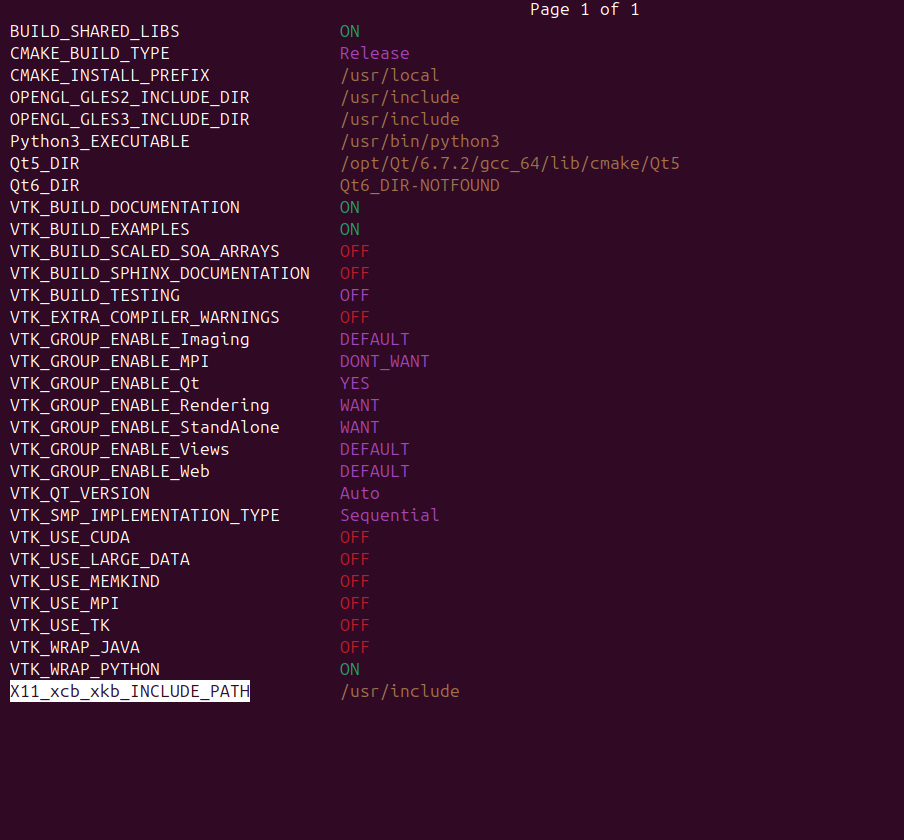 Page 1 of 1
BUILD_SHARED_LIBS ON
CMAKE_BUILD_TYPE Release
CMAKE_INSTALL_PREFIX /usr/local
OPENGL_GLES2_INCLUDE_DIR /usr/include
OPENGL_GLES3_INCLUDE_DIR /usr/include
Python3_EXECUTABLE /usr/bin/python3
Qt5_DIR /opt/Qt/6.7.2/gcc_64/lib/cmake/Qt5
Qt6_DIR Qt6_DIR-NOTFOUND
VTK_BUILD_DOCUMENTATION ON
VTK_BUILD_EXAMPLES ON
VTK_BUILD_SCALED_SOA_ARRAYS OFF
VTK_BUILD_SPHINX_DOCUMENTATION OFF
VTK_BUILD_TESTING OFF
VTK_EXTRA_COMPILER_WARNINGS OFF
VTK_GROUP_ENABLE_Imaging DEFAULT
VTK_GROUP_ENABLE_MPI DONT_WANT
VTK_GROUP_ENABLE_Qt YES
VTK_GROUP_ENABLE_Rendering WANT
VTK_GROUP_ENABLE_StandAlone WANT
VTK_GROUP_ENABLE_Views DEFAULT
VTK_GROUP_ENABLE_Web DEFAULT
VTK_QT_VERSION Auto
VTK_SMP_IMPLEMENTATION_TYPE Sequential
VTK_USE_CUDA OFF
VTK_USE_LARGE_DATA OFF
VTK_USE_MEMKIND OFF
VTK_USE_MPI OFF
VTK_USE_TK OFF
VTK_WRAP_JAVA OFF
VTK_WRAP_PYTHON ON
X11_xcb_xkb_INCLUDE_PATH /usr/include